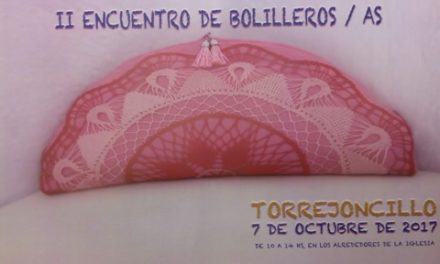 II ENCUENTRO DE BOLILLEROS / AS
TORREJONCILLO
7 DE OCTUBRE DE 2017
DE 10 A 14 HS, EN LOS ALREDEDORES DE LA IGLESIA